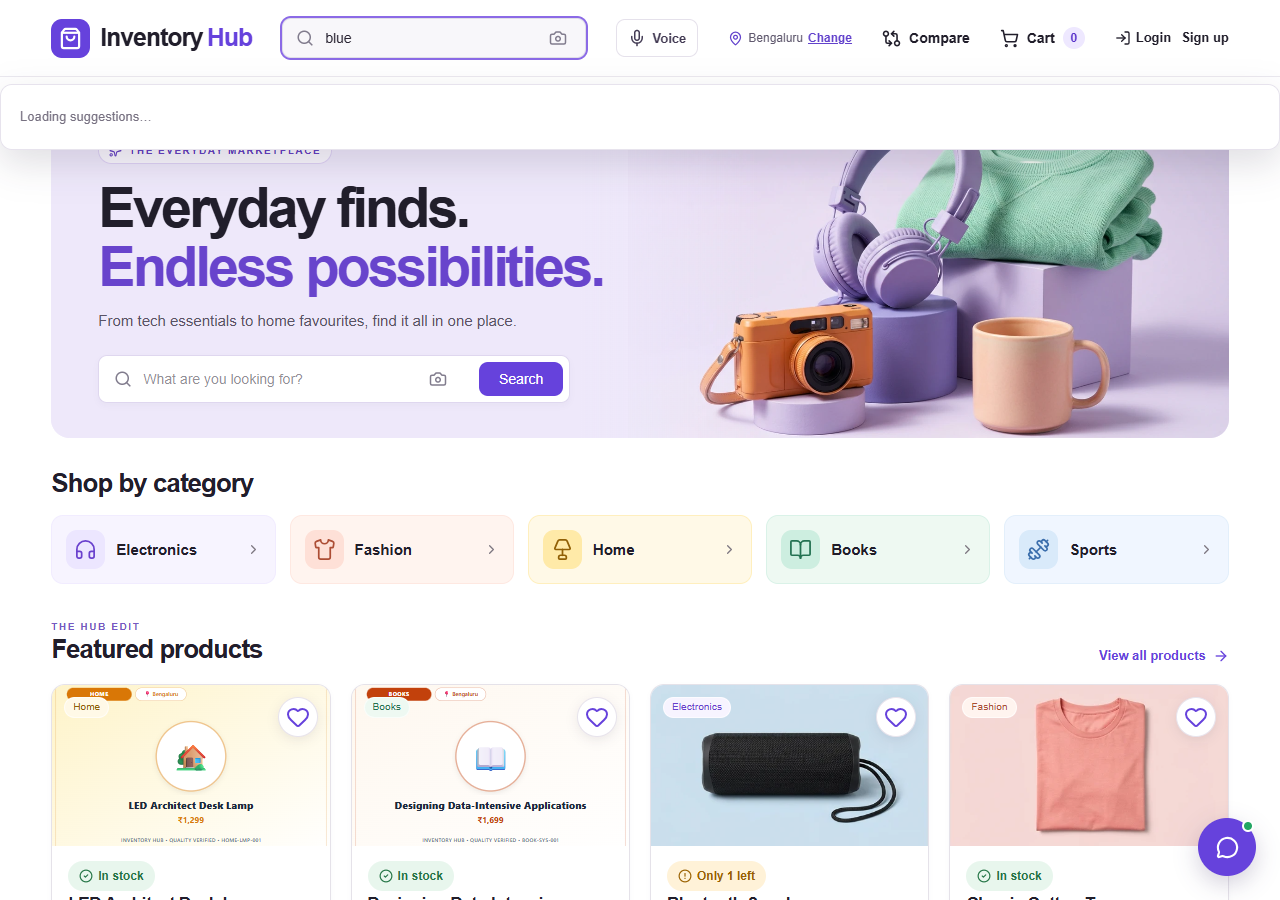 Inventory Hub
blue
Voice
Bengaluru Change
Compare
Cart 0
Login
Sign up
Loading suggestions...
THE EVERYDAY MARKETPLACE
Everyday finds.
Endless possibilities.
From tech essentials to home favourites, find it all in one place.
What are you looking for?
Search
Shop by category
Electronics
Fashion
Home
Books
Sports
THE HUB EDIT
Featured products
View all products
HOME
Bengaluru
Home
LED Architect Desk Lamp
₹1,299
INVENTORY HUB • QUALITY VERIFIED • HOME-LMP-001
In stock
BOOKS
Bengaluru
Books
Designing Data-Intensive Applications
₹1,699
INVENTORY HUB • QUALITY VERIFIED • BOOK-SYS-001
In stock
Electronics
Only 1 left
Fashion
In stock